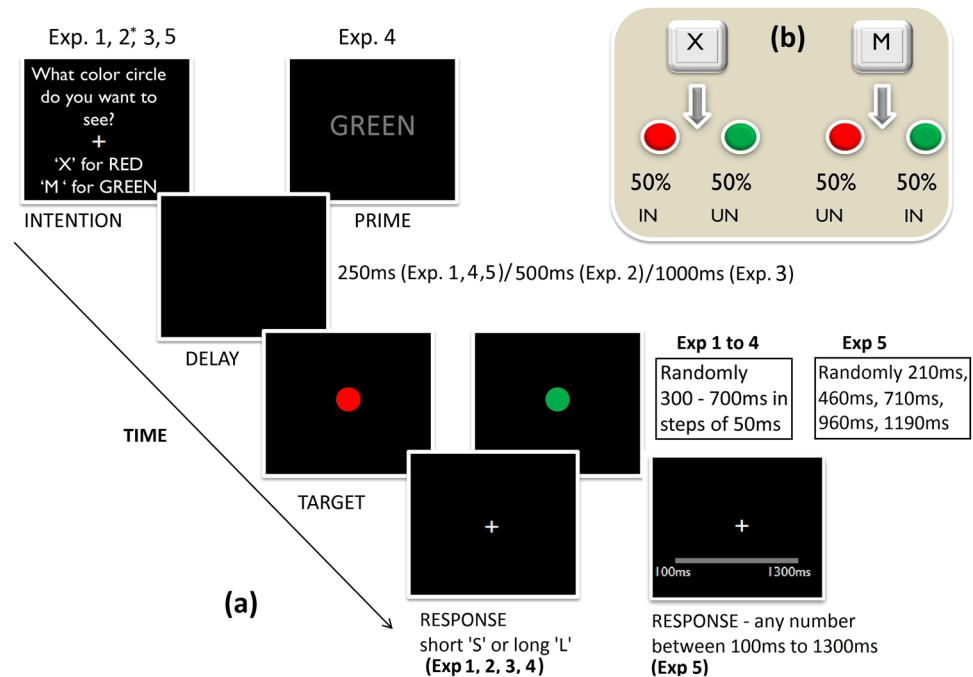 Exp. 1, 2*, 3, 5
Exp. 4
What color circle
do you want to
see?
+
'X' for RED
'M ' for GREEN
GREEN
INTENTION
PRIME
X
(b)
M
50%
50%
50%
50%
IN
UN
UN
IN
250ms (Exp. 1,4,5)/500ms (Exp. 2)/1000ms (Exp. 3)
DELAY
Exp 1 to 4
Exp 5
Randomly
300 - 700ms in
steps of 50ms
Randomly 210ms,
460ms, 710ms,
960ms, 1190ms
TIME
TARGET
+
+
100ms
1300ms
(a)
RESPONSE
short 'S' or long 'L'
(Exp 1, 2, 3, 4)
RESPONSE - any number
between 100ms to 1300ms
(Exp 5)